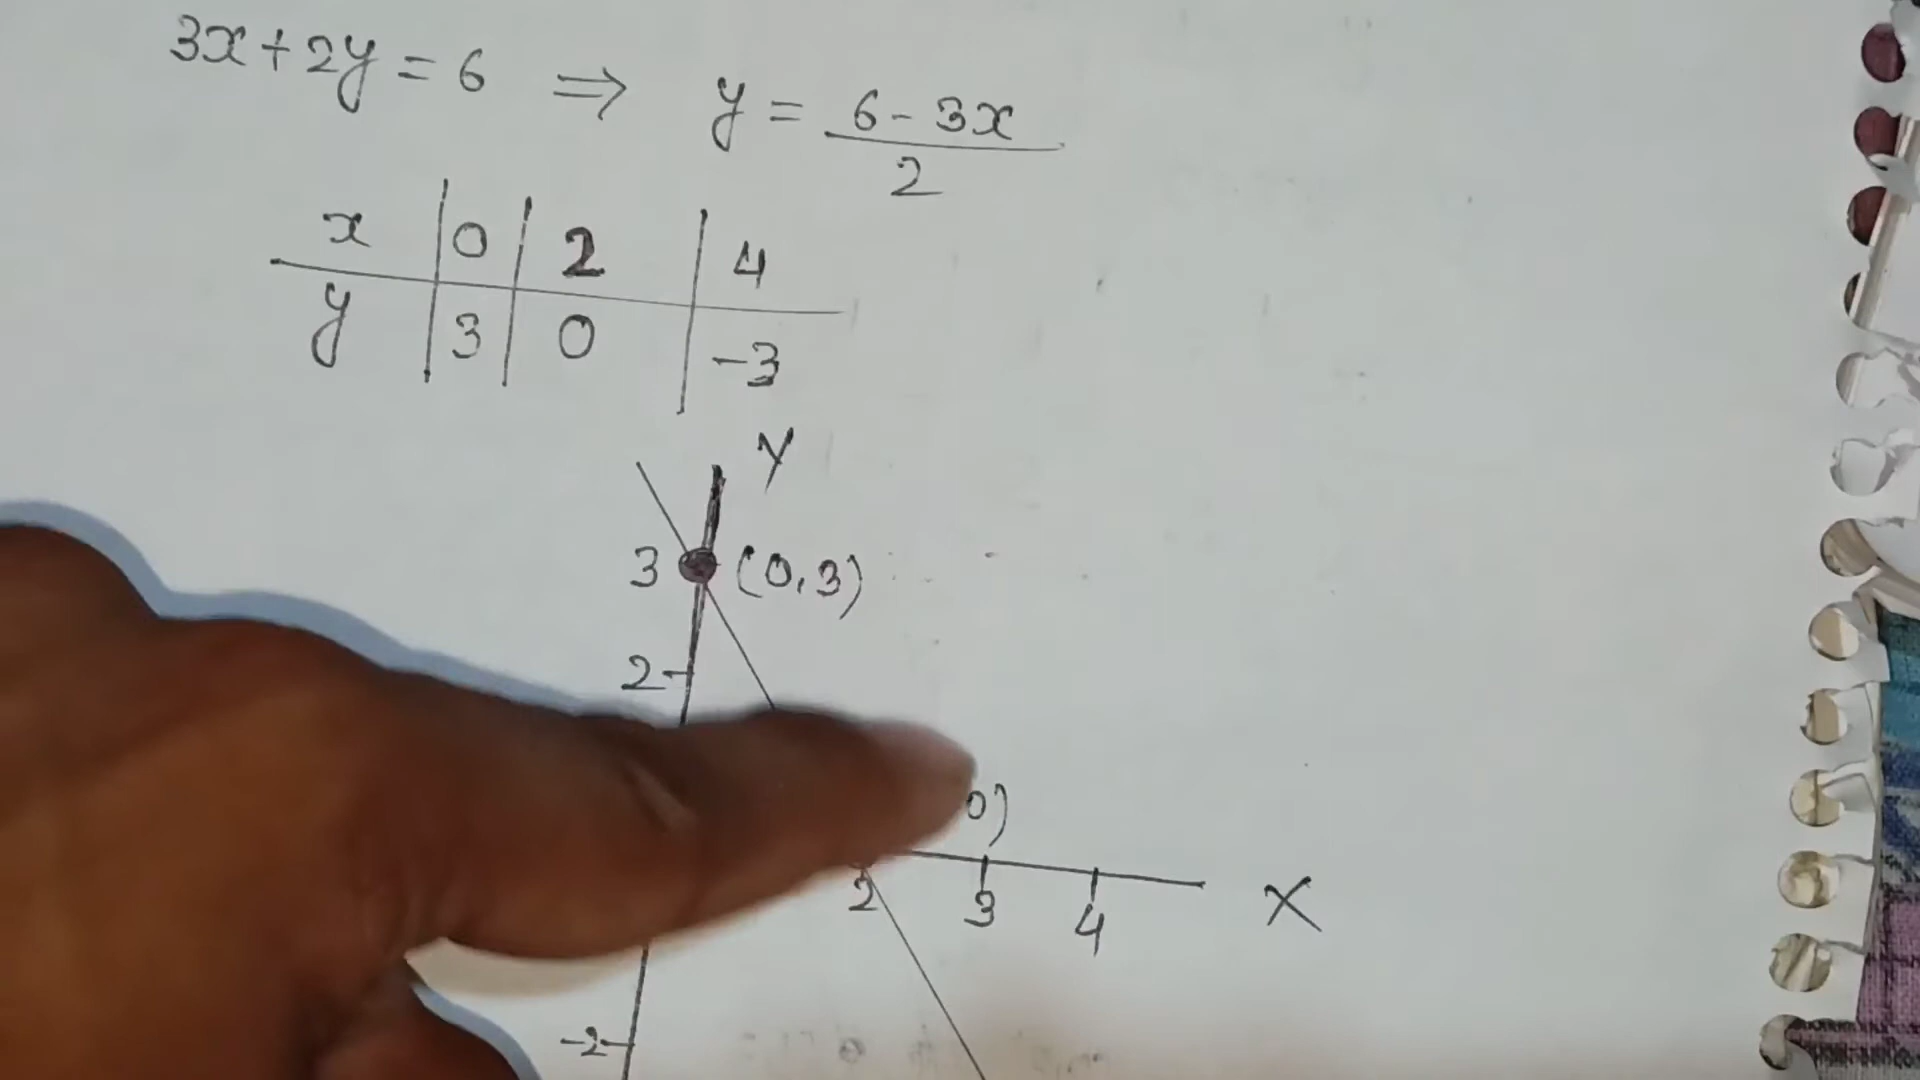 3x+2y=6 ⇒ y = 6-3x / 2
x | 0 | 2 | 4
y | 3 | 0 | -3
Y
3 (0,3)
2
0)
2 3 4 X
-2